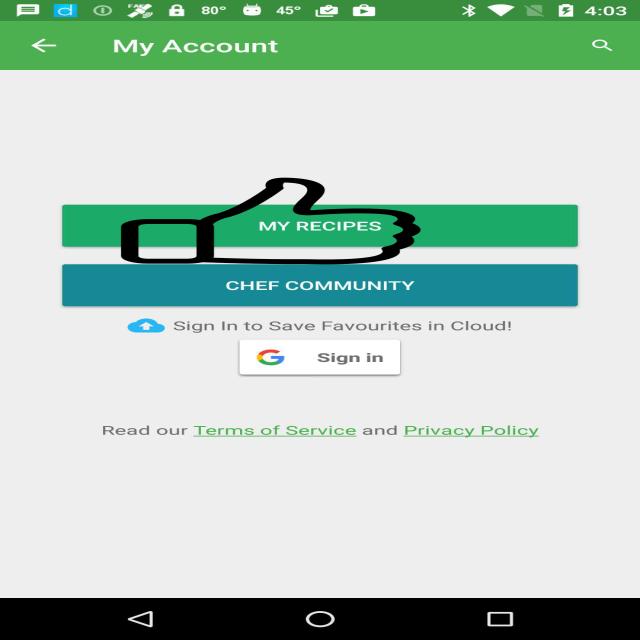 80° 45° 4:03
My Account
MY RECIPES
CHEF COMMUNITY
Sign In to Save Favourites in Cloud!
Sign in
Read our Terms of Service and Privacy Policy